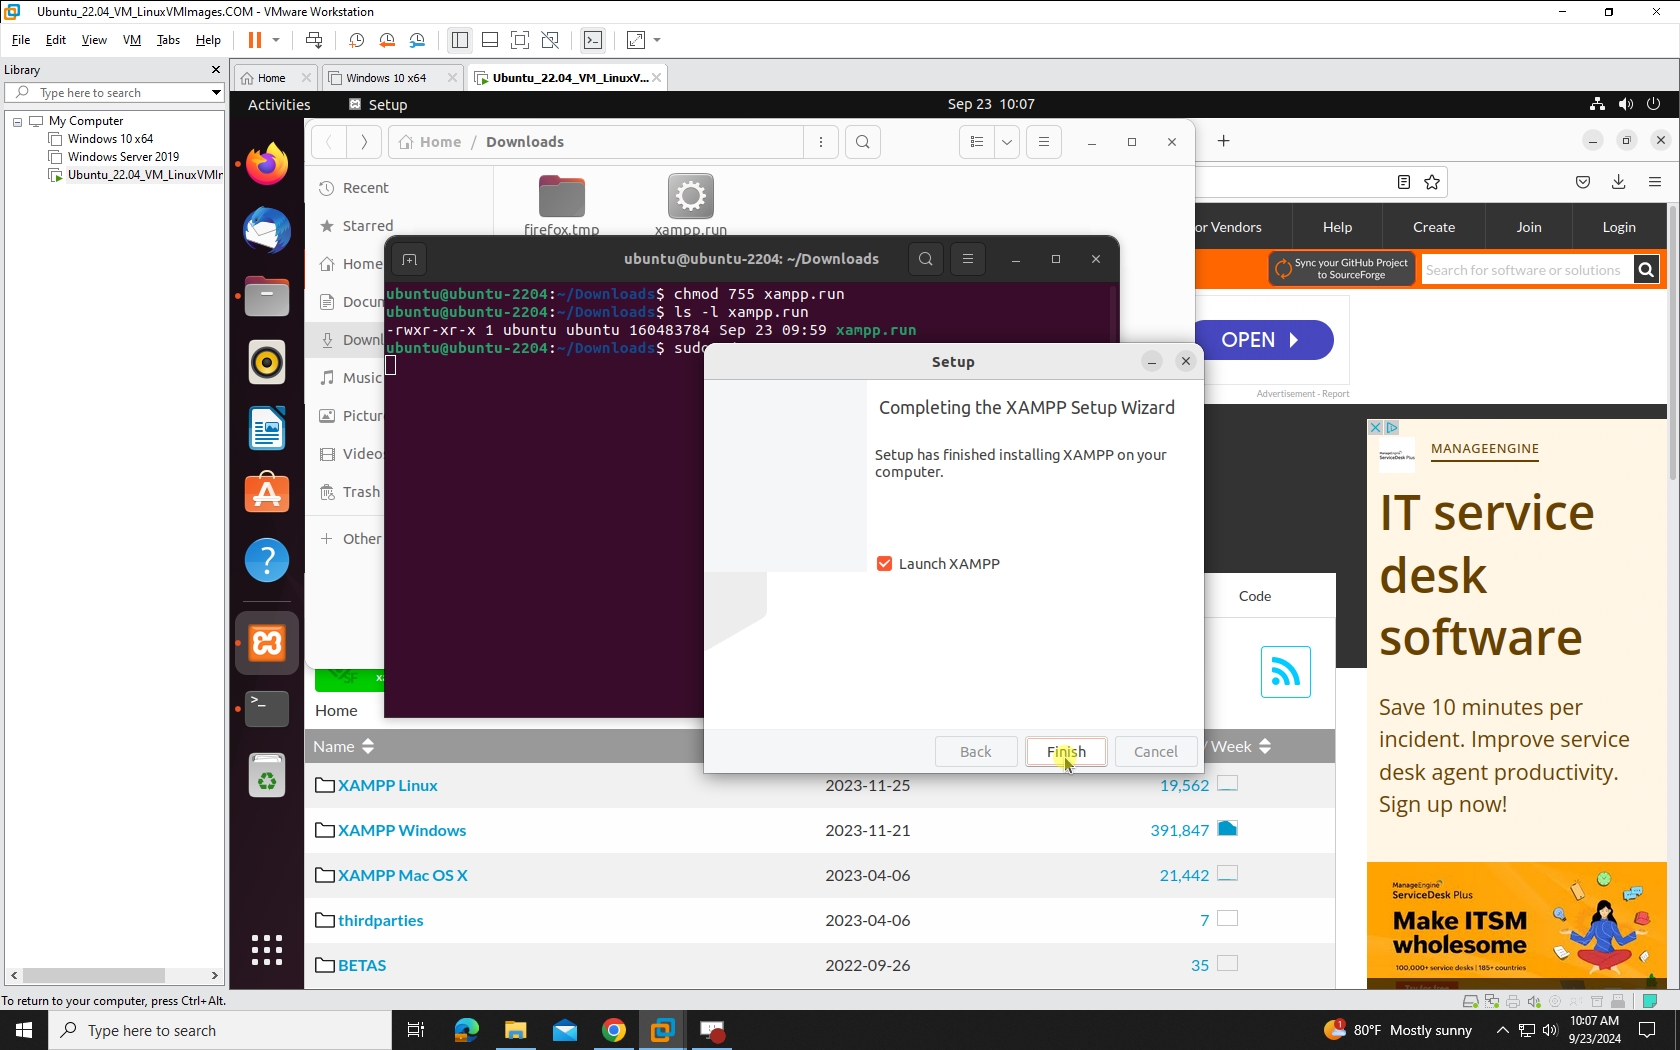 Ubuntu_22.04_VM_LinuxVMImages.COM - VMware Workstation
File Edit View VM Tabs Help
Library
Type here to search
My Computer
Windows 10 x64
Windows Server 2019
Ubuntu_22.04_VM_LinuxVMIr
Home
Windows 10 x64
Ubuntu_22.04_VM_LinuxV...
Activities
Setup
Sep 23 10:07
Home / Downloads
Recent
Starred
Home
Docun
Downl
Music
Pictur
Video
Trash
Other
firefox.tmp
xampp.run
or Vendors
Help
Create
Join
Login
Sync your GitHub Project
to SourceForge
Search for software or solutions
ubuntu@ubuntu-2204: ~/Downloads
ubuntu@ubuntu-2204:~/Downloads$ chmod 755 xampp.run
ubuntu@ubuntu-2204:~/Downloads$ ls -l xampp.run
-rwxr-xr-x 1 ubuntu ubuntu 160483784 Sep 23 09:59 xampp.run
ubuntu@ubuntu-2204:~/Downloads$ sudo
Setup
Completing the XAMPP Setup Wizard
Setup has finished installing XAMPP on your
computer.
Launch XAMPP
Back
Finish
Cancel
OPEN
Advertisement - Report
MANAGEENGINE
IT service
desk
software
Save 10 minutes per
incident. Improve service
desk agent productivity.
Sign up now!
ManageEngine
ServiceDesk Plus
Make ITSM
wholesome
100,000+ service desks | 185+ countries
Try for free
Code
Home
Name
/ Week
XAMPP Linux 2023-11-25 19,562
XAMPP Windows 2023-11-21 391,847
XAMPP Mac OS X 2023-04-06 21,442
thirdparties 2023-04-06 7
BETAS 2022-09-26 35
To return to your computer, press Ctrl+Alt.
Type here to search
1
80°F Mostly sunny
10:07 AM
9/23/2024